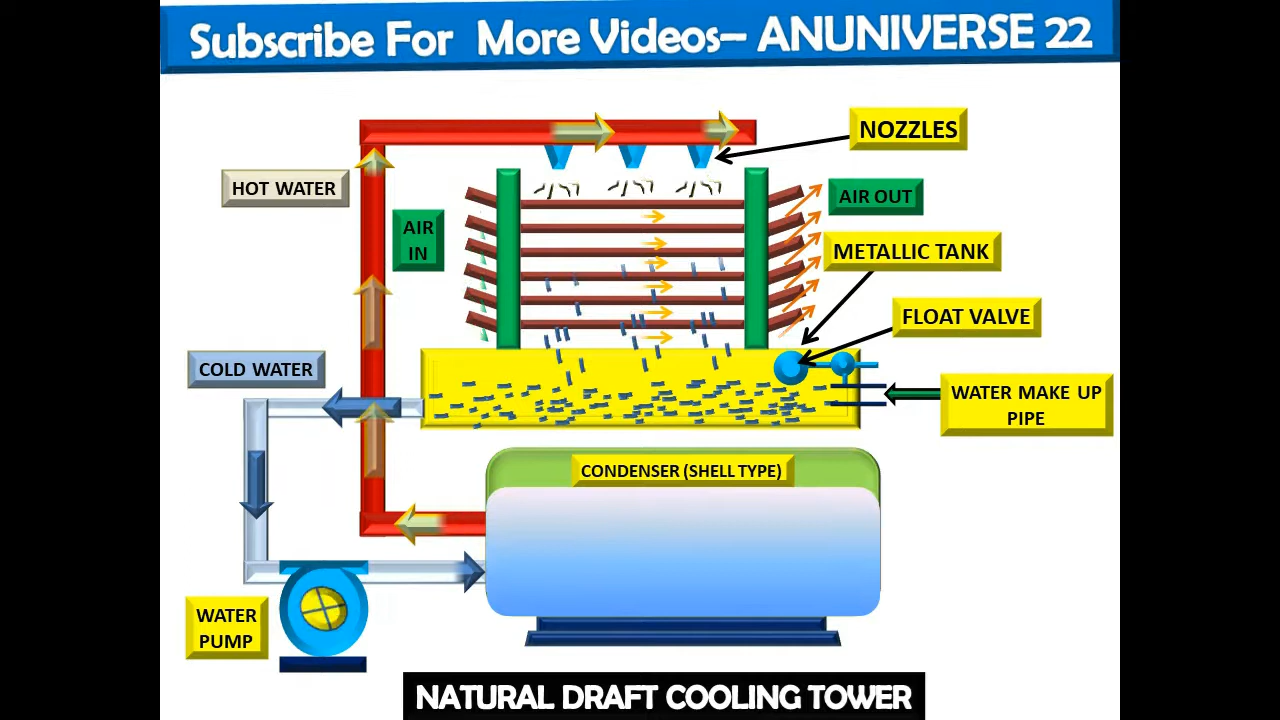 Subscribe For More Videos– ANUNIVERSE 22
NOZZLES
HOT WATER
AIR OUT
AIR
IN
METALLIC TANK
FLOAT VALVE
COLD WATER
WATER MAKE UP
PIPE
CONDENSER (SHELL TYPE)
WATER
PUMP
NATURAL DRAFT COOLING TOWER